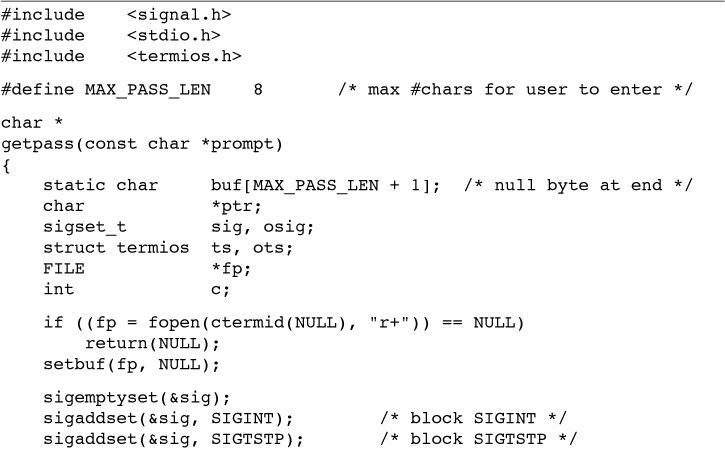 #include    <signal.h>
#include    <stdio.h>
#include    <termios.h>
#define MAX_PASS_LEN    8       /* max #chars for user to enter */
char *
getpass(const char *prompt)
{
    static char     buf[MAX_PASS_LEN + 1];  /* null byte at end */
    char            *ptr;
    sigset_t        sig, osig;
    struct termios  ts, ots;
    FILE            *fp;
    int             c;
    if ((fp = fopen(ctermid(NULL), "r+")) == NULL)
        return(NULL);
    setbuf(fp, NULL);
    sigemptyset(&sig);
    sigaddset(&sig, SIGINT);        /* block SIGINT */
    sigaddset(&sig, SIGTSTP);       /* block SIGTSTP */